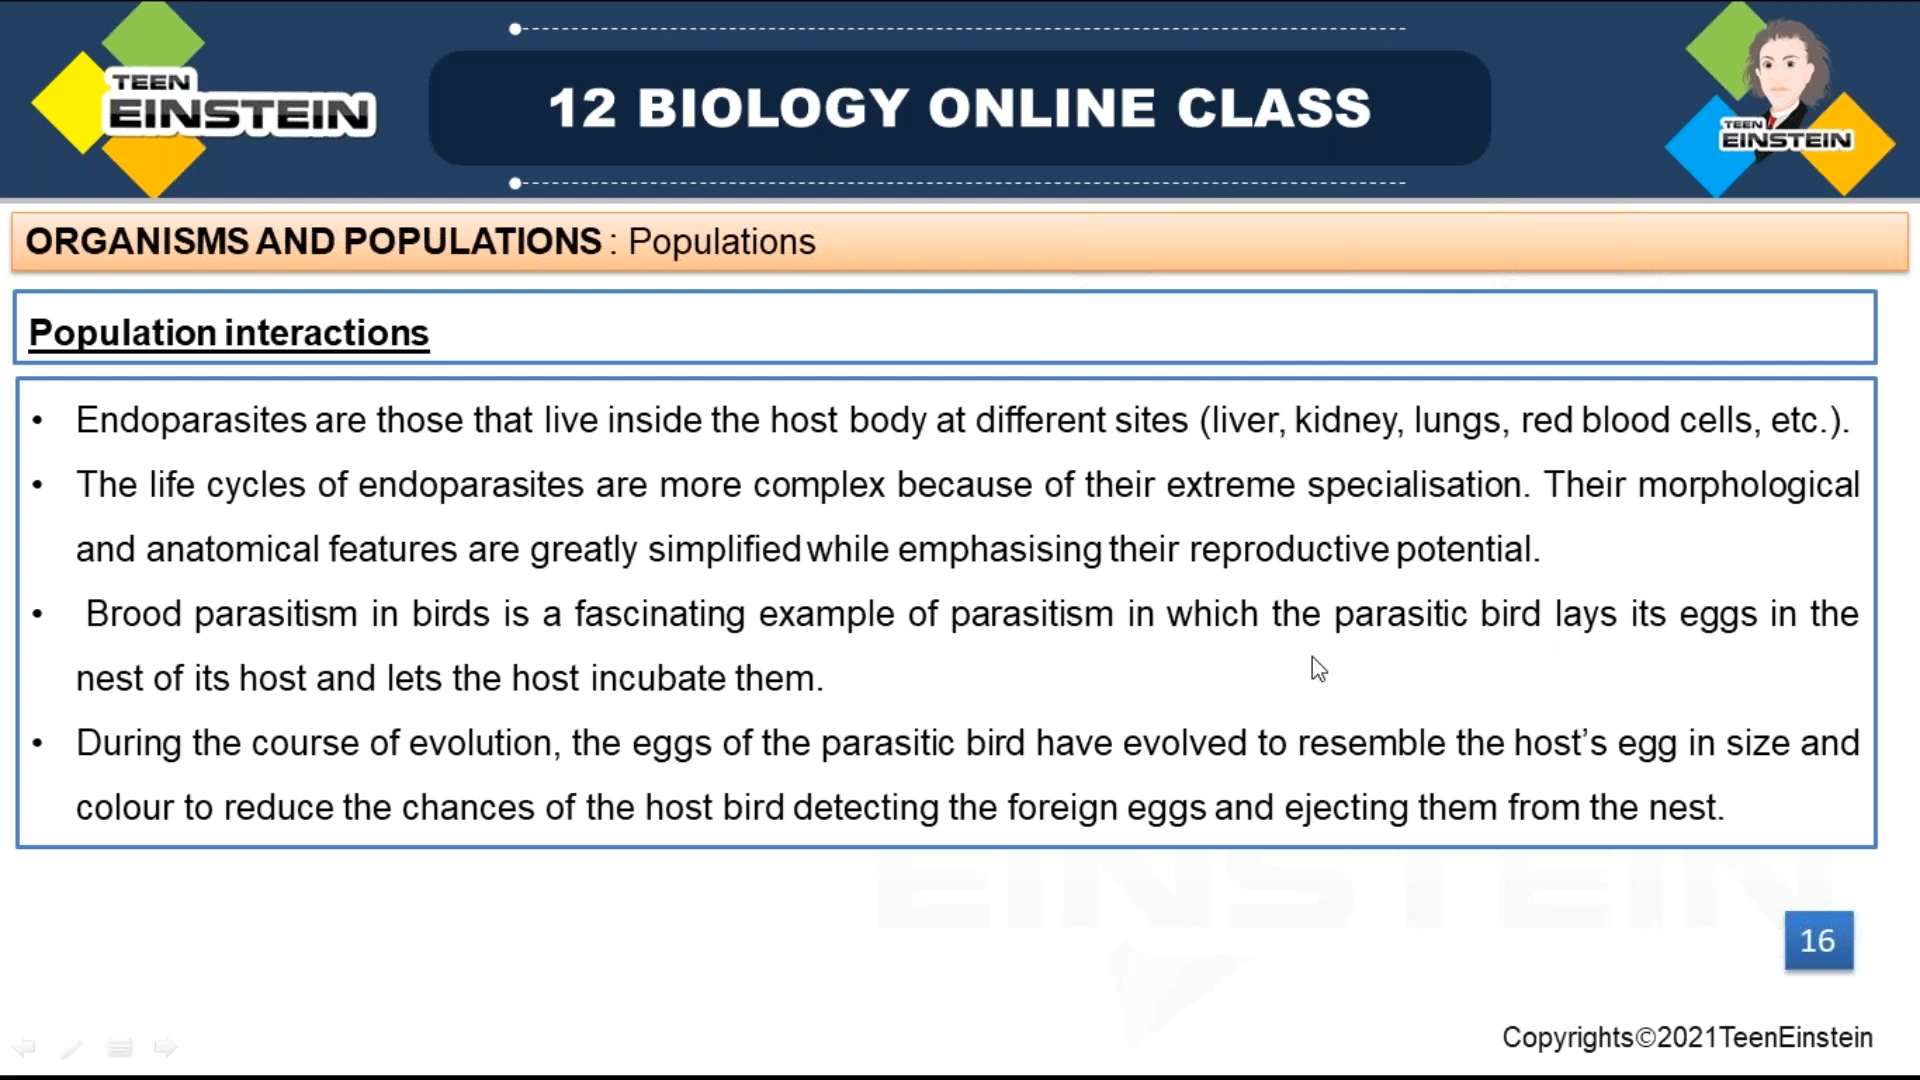 TEEN
EINSTEIN
12 BIOLOGY ONLINE CLASS
TEEN
EINSTEIN
ORGANISMS AND POPULATIONS : Populations
Population interactions
• Endoparasites are those that live inside the host body at different sites (liver, kidney, lungs, red blood cells, etc.).
• The life cycles of endoparasites are more complex because of their extreme specialisation. Their morphological
and anatomical features are greatly simplified while emphasising their reproductive potential.
• Brood parasitism in birds is a fascinating example of parasitism in which the parasitic bird lays its eggs in the
nest of its host and lets the host incubate them.
• During the course of evolution, the eggs of the parasitic bird have evolved to resemble the host’s egg in size and
colour to reduce the chances of the host bird detecting the foreign eggs and ejecting them from the nest.
EINSTEIN
16
Copyrights©2021TeenEinstein